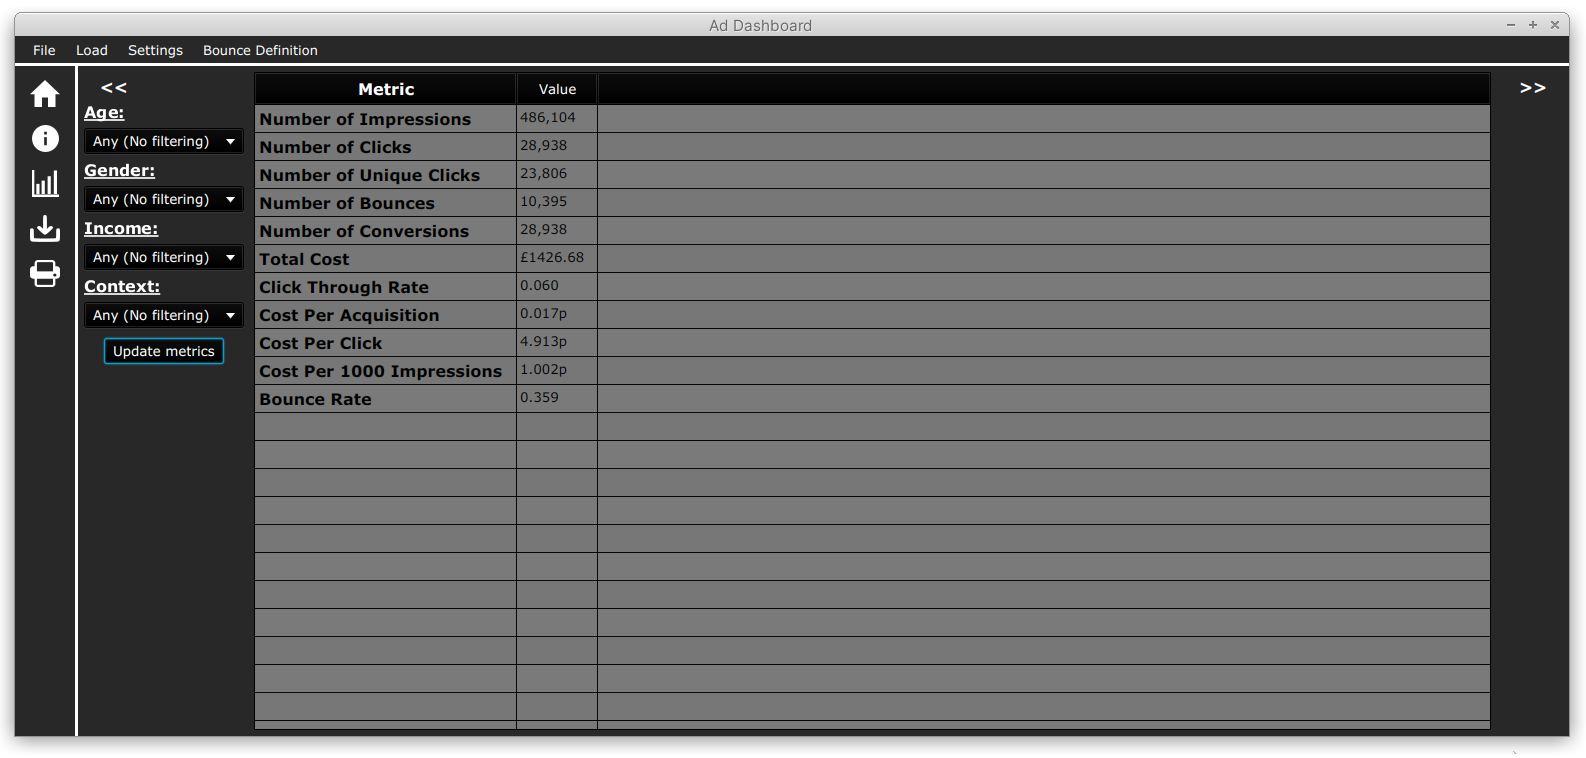 Ad Dashboard
File Load Settings Bounce Definition
<<
>>
Age:
Any (No filtering)
Gender:
Any (No filtering)
Income:
Any (No filtering)
Context:
Any (No filtering)
Update metrics
Metric Value
Number of Impressions 486,104
Number of Clicks 28,938
Number of Unique Clicks 23,806
Number of Bounces 10,395
Number of Conversions 28,938
Total Cost £1426.68
Click Through Rate 0.060
Cost Per Acquisition 0.017p
Cost Per Click 4.913p
Cost Per 1000 Impressions 1.002p
Bounce Rate 0.359